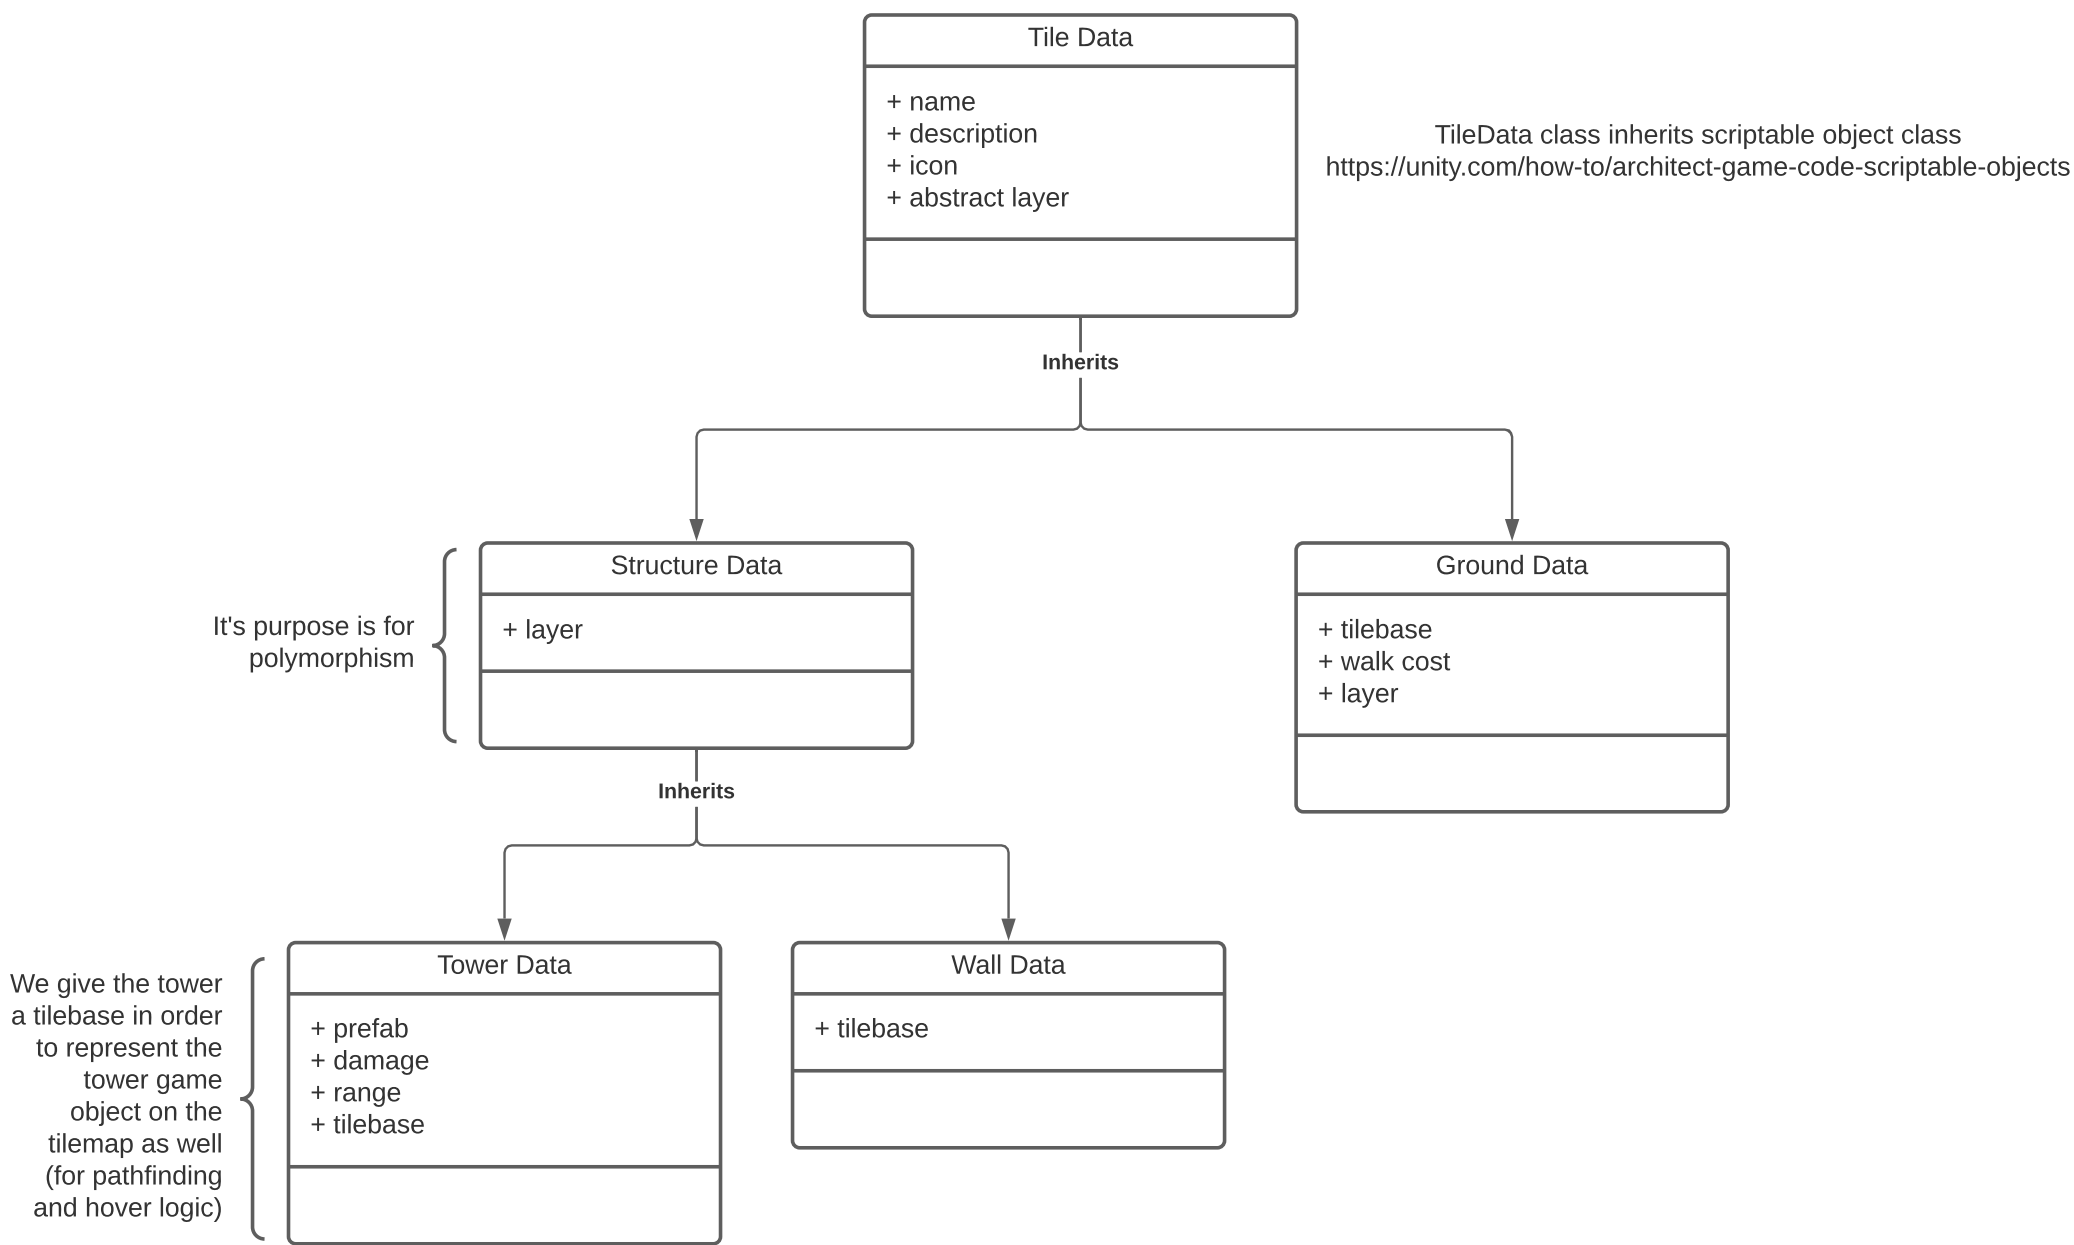 Tile Data
+ name
+ description
+ icon
+ abstract layer
TileData class inherits scriptable object class
https://unity.com/how-to/architect-game-code-scriptable-objects
Inherits
It's purpose is for
polymorphism
Structure Data
+ layer
Ground Data
+ tilebase
+ walk cost
+ layer
Inherits
We give the tower
a tilebase in order
to represent the
tower game
object on the
tilemap as well
(for pathfinding
and hover logic)
Tower Data
+ prefab
+ damage
+ range
+ tilebase
Wall Data
+ tilebase